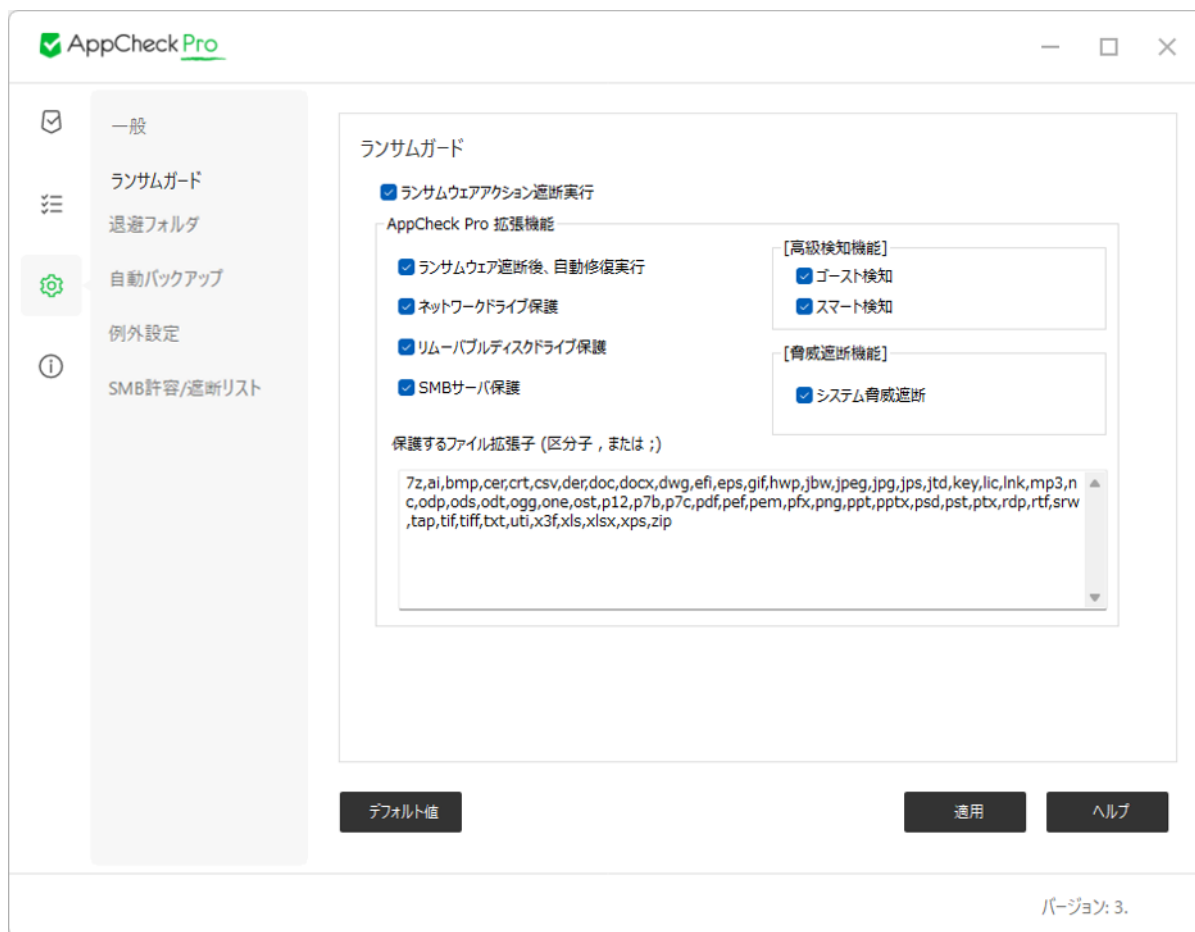 AppCheck Pro
一般
ランサムガード
退避フォルダ
自動バックアップ
例外設定
SMB許容/遮断リスト
ランサムガード
ランサムウェアアクション遮断実行
AppCheck Pro 拡張機能
ランサムウェア遮断後、自動修復実行
ネットワークドライブ保護
リムーバブルディスクドライブ保護
SMBサーバ保護
[高級検知機能]
ゴースト検知
スマート検知
[脅威遮断機能]
システム脅威遮断
保護するファイル拡張子 (区分子 , または ;)
7z,ai,bmp,cer,crt,csv,der,doc,docx,dwg,efi,eps,gif,hwp,jbw,jpeg,jpg,jps,jtd,key,lic,lnk,mp3,n
c,odp,ods,odt,ogg,one,ost,p12,p7b,p7c,pdf,pef,pem,pfx,png,ppt,pptx,psd,pst,ptx,rdp,rtf,srw
,tap,tif,tiff,txt,uti,x3f,xls,xlsx,xps,zip
デフォルト値
適用
ヘルプ
バージョン: 3.